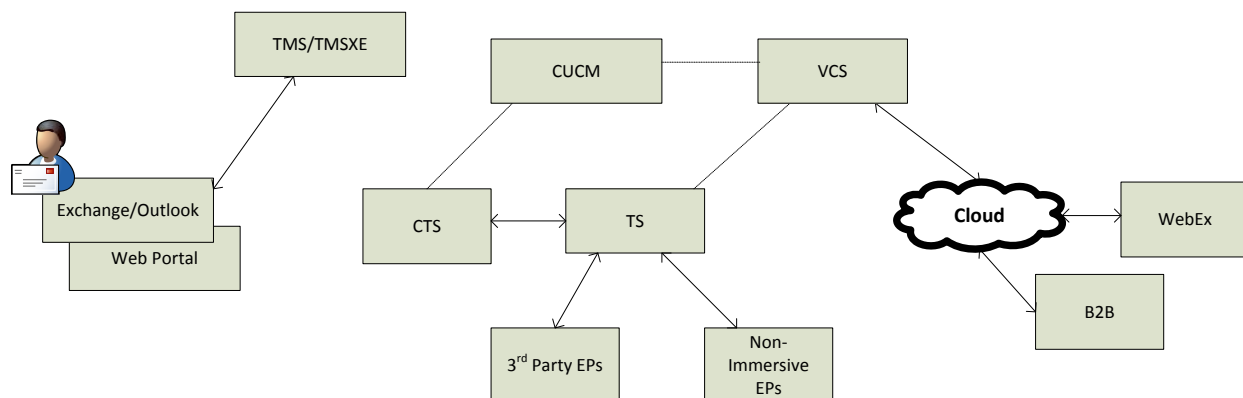 TMS/TMSXE
CUCM
VCS
Exchange/Outlook
Web Portal
CTS
TS
Cloud
WebEx
B2B
3rd Party EPs
Non-
Immersive
EPs